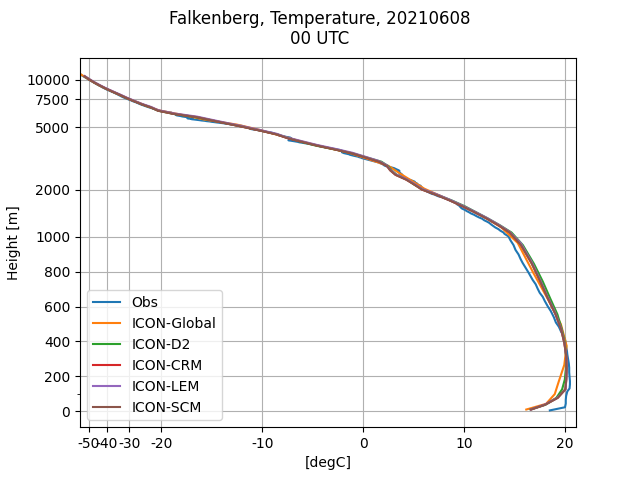 Falkenberg, Temperature, 20210608
00 UTC
10000
7500
5000
2000
1000
800
600
400
200
0
Height [m]
Obs
ICON-Global
ICON-D2
ICON-CRM
ICON-LEM
ICON-SCM
-50 -40 -30 -20 -10 0 10 20
[degC]